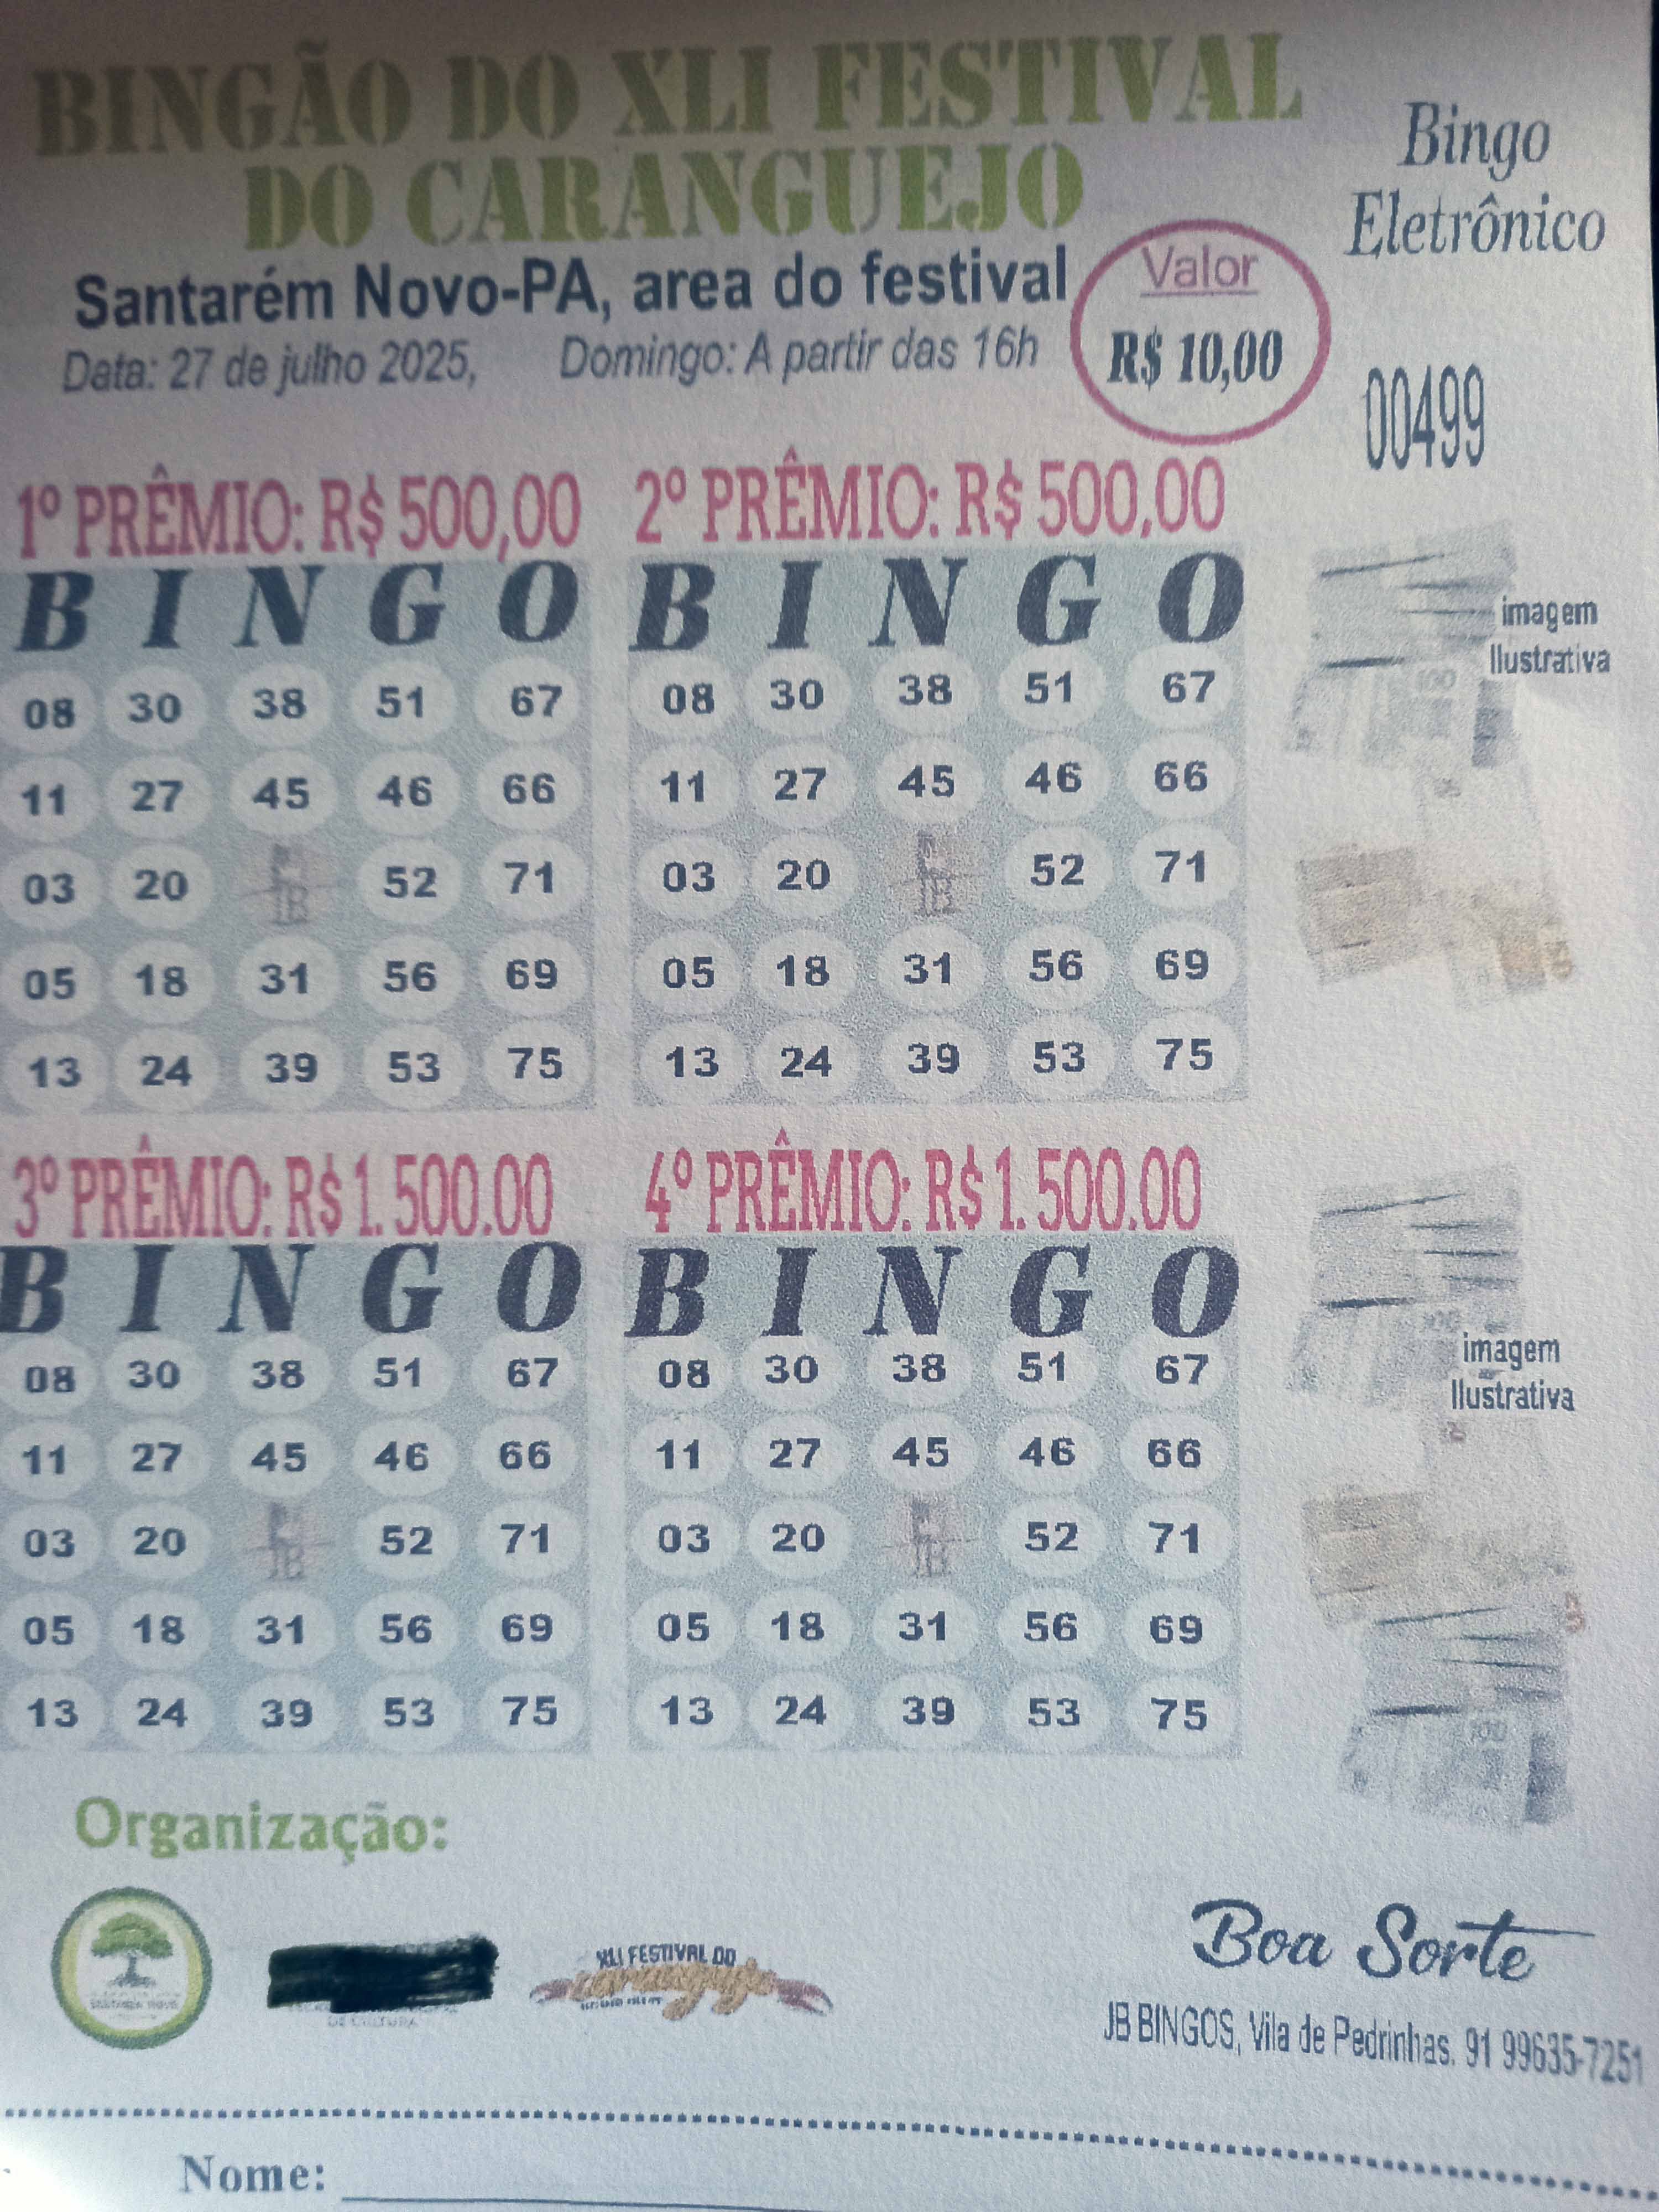 BINGÃO DO XLI FESTIVAL
DO CARANGUEJO
Bingo
Eletrônico
Santarém Novo-PA, area do festival
Data: 27 de julho 2025, Domingo: A partir das 16h
Valor
R$ 10,00
00499
1º PRÊMIO: R$ 500,00 2º PRÊMIO: R$ 500,00
B I N G O B I N G O
imagem
Ilustrativa
08 30 38 51 67 08 30 38 51 67
11 27 45 46 66 11 27 45 46 66
03 20 JB 52 71 03 20 JB 52 71
05 18 31 56 69 05 18 31 56 69
13 24 39 53 75 13 24 39 53 75
3º PRÊMIO: R$ 1.500.00 4º PRÊMIO: R$ 1.500.00
B I N G O B I N G O
imagem
Ilustrativa
08 30 38 51 67 08 30 38 51 67
11 27 45 46 66 11 27 45 46 66
03 20 JB 52 71 03 20 JB 52 71
05 18 31 56 69 05 18 31 56 69
13 24 39 53 75 13 24 39 53 75
Organização:
SANTARÉM NOVO
DE CULTURA
XLI FESTIVAL DO
caranguejo
Boa Sorte
JB BINGOS, Vila de Pedrinhas. 91 99635-7251
Nome: